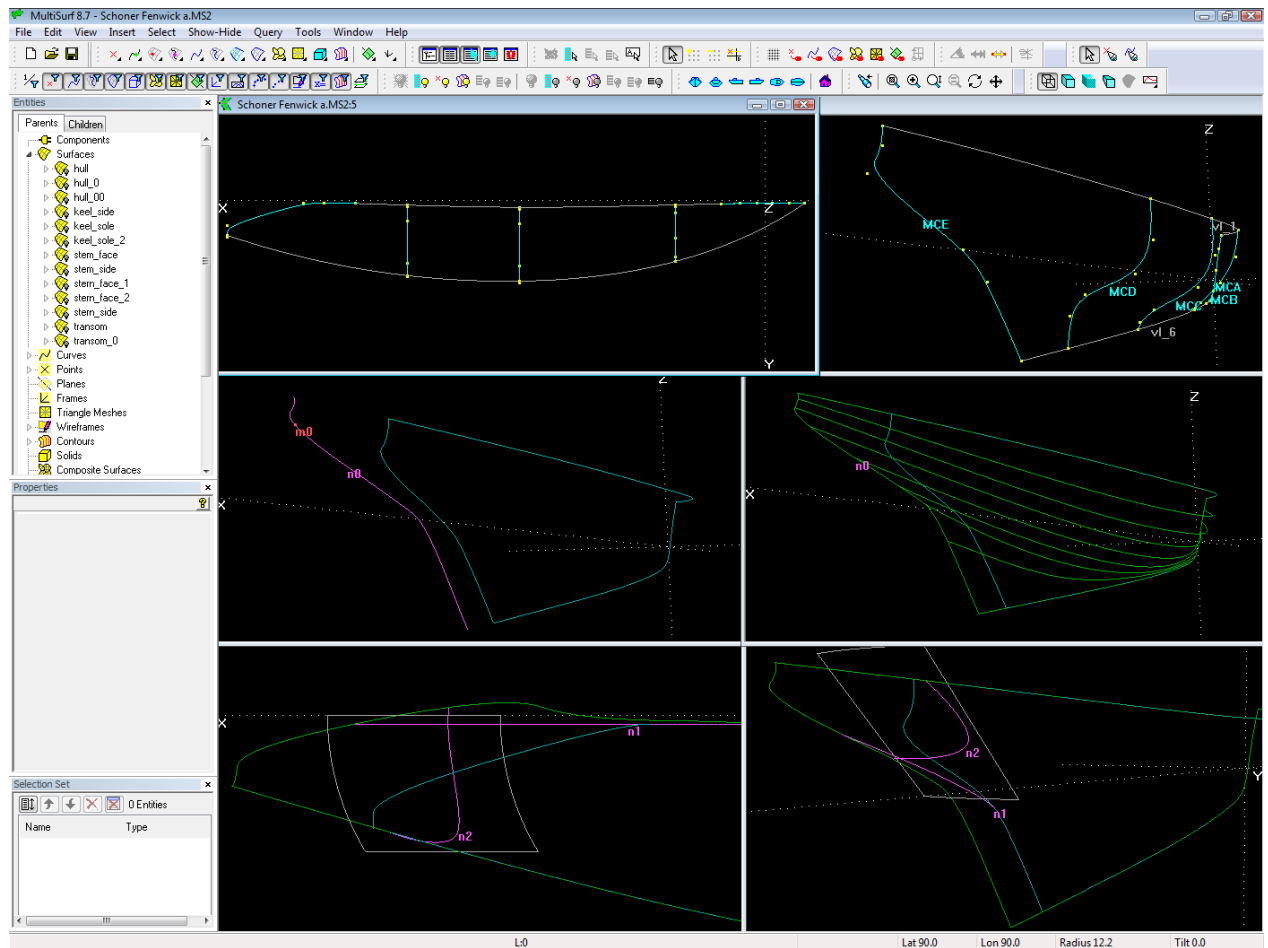 MultiSurf 8.7 - Schoner Fenwick a.MS2
File Edit View Insert Select Show-Hide Query Tools Window Help
Entities
Parents Children
Components
Surfaces
hull
hull_0
hull_00
keel_side
keel_sole
keel_sole_2
stem_face
stem_side
stern_face_1
stern_face_2
stern_side
transom
transom_0
Curves
Points
Planes
Frames
Triangle Meshes
Wireframes
Contours
Solids
Composite Surfaces
Properties
Selection Set
0 Entities
Name Type
Schoner Fenwick a.MS2:5
X
Z
Y
Z
MCE
vl_1
MCD
MCA
MCC
MCB
vl_6
Z
m0
n0
X
Z
n0
X
X
n1
n2
n2
Y
n1
L:0 Lat 90.0 Lon 90.0 Radius 12.2 Tilt 0.0